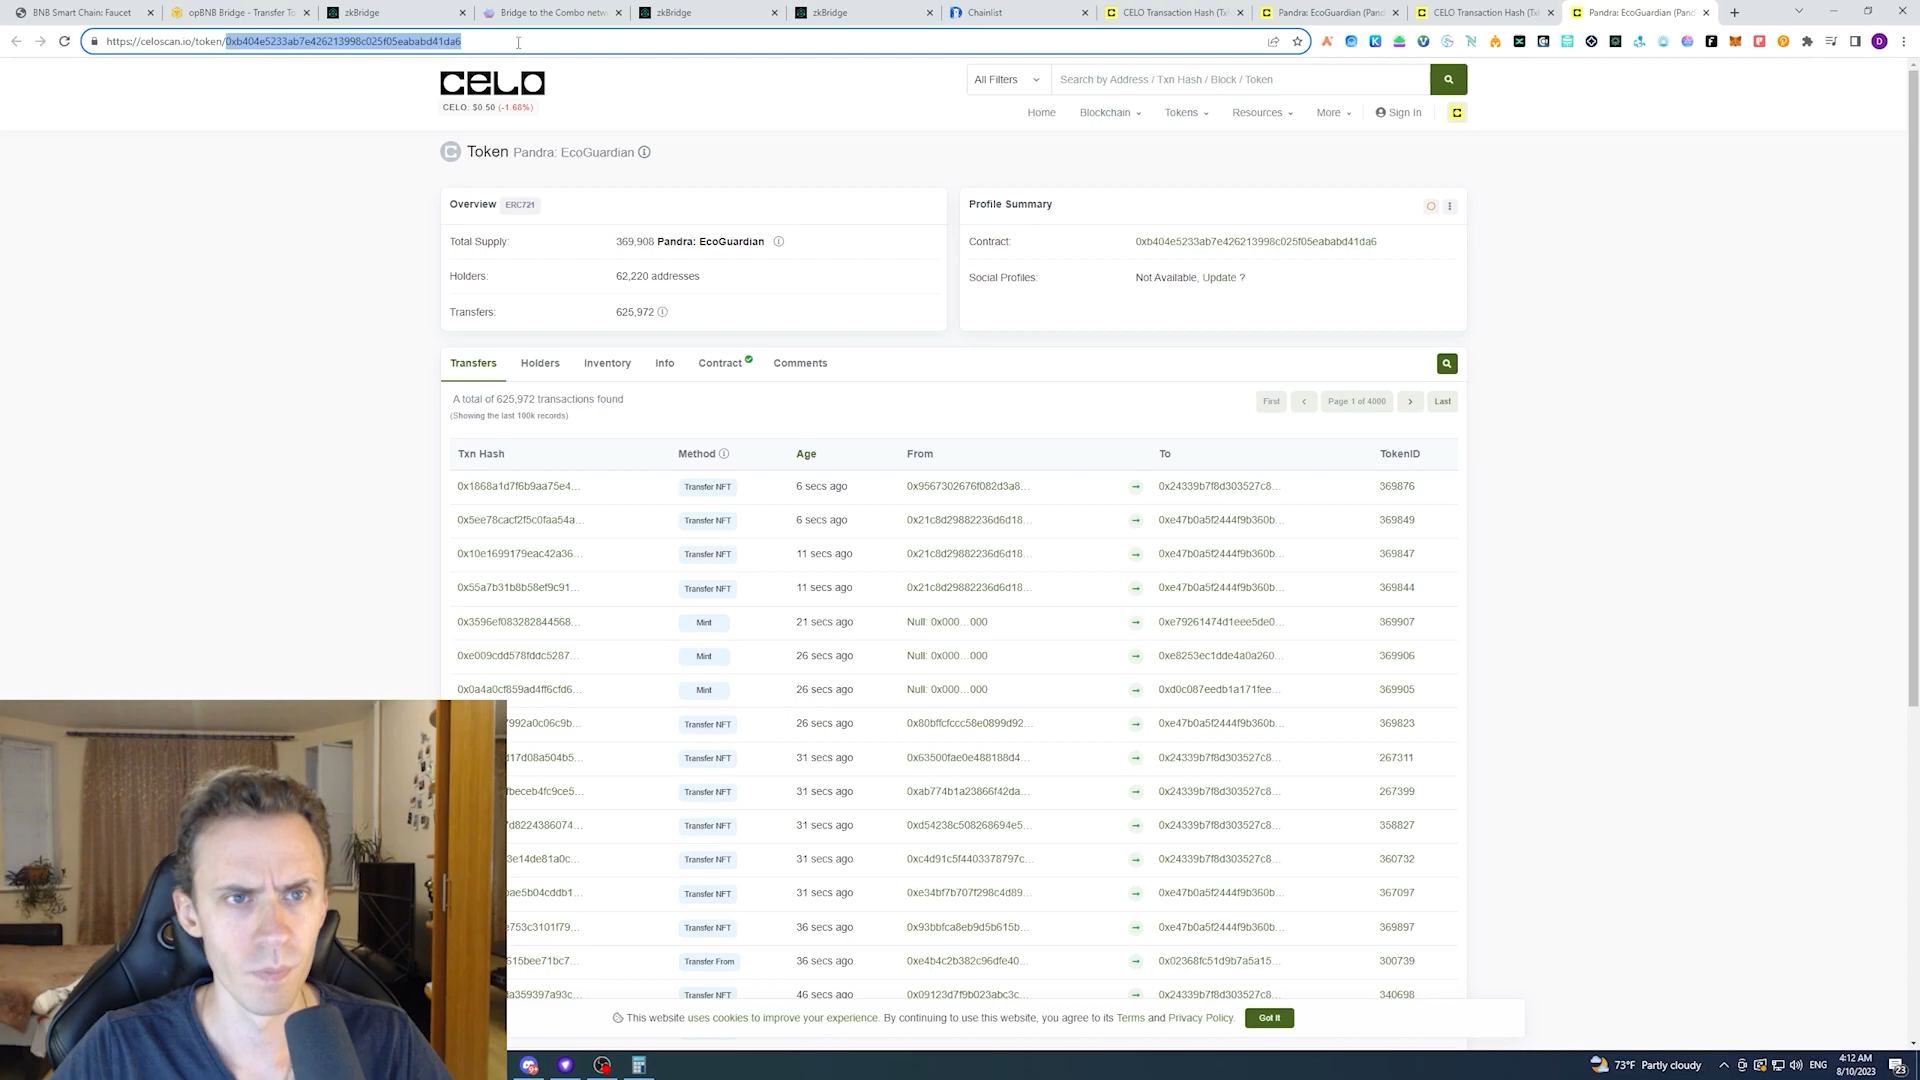 BNB Smart Chain: Faucet
opBNB Bridge - Transfer To
zkBridge
Bridge to the Combo netw
zkBridge
zkBridge
Chainlist
CELO Transaction Hash (Txh
Pandra: EcoGuardian (Pand
CELO Transaction Hash (Txh
Pandra: EcoGuardian (Pand
https://celoscan.io/token/0xb404e5233ab7e426213998c025f05eababd41da6
CELO
CELO: $0.50 (-1.68%)
All Filters
Search by Address / Txn Hash / Block / Token
Home
Blockchain
Tokens
Resources
More
Sign In
Token Pandra: EcoGuardian
Overview ERC721
Profile Summary
Total Supply: 369,908 Pandra: EcoGuardian
Contract: 0xb404e5233ab7e426213998c025f05eababd41da6
Holders: 62,220 addresses
Social Profiles: Not Available, Update ?
Transfers: 625,972
Transfers
Holders
Inventory
Info
Contract
Comments
A total of 625,972 transactions found
(Showing the last 100k records)
First
Page 1 of 4000
Last
Txn Hash Method Age From To TokenID
0x1868a1d7f6b9aa75e4... Transfer NFT 6 secs ago 0x9567302676f082d3a8... 0x24339b7f8d303527c8... 369876
0x5ee78cacf2f5c0faa54a... Transfer NFT 6 secs ago 0x21c8d29882236d6d18... 0xe47b0a5f2444f9b360b... 369849
0x10e1699179eac42a36... Transfer NFT 11 secs ago 0x21c8d29882236d6d18... 0xe47b0a5f2444f9b360b... 369847
0x55a7b31b8b58ef9c91... Transfer NFT 11 secs ago 0x21c8d29882236d6d18... 0xe47b0a5f2444f9b360b... 369844
0x3596ef083282844568... Mint 21 secs ago Null: 0x000...000 0xe79261474d1eee5de0... 369907
0xe009cdd578fddc5287... Mint 26 secs ago Null: 0x000...000 0xe8253ec1dde4a0a260... 369906
0x0a4a0cf859ad4ff6cfd6... Mint 26 secs ago Null: 0x000...000 0xd0c087eedb1a171fee... 369905
992a0c06c9b... Transfer NFT 26 secs ago 0x80bffcfccc58e0899d92... 0xe47b0a5f2444f9b360b... 369823
17d08a504b5... Transfer NFT 31 secs ago 0x63500fae0e488188d4... 0x24339b7f8d303527c8... 267311
fbeceb4fc9ce5... Transfer NFT 31 secs ago 0xab774b1a23866f42da... 0x24339b7f8d303527c8... 267399
d8224386074... Transfer NFT 31 secs ago 0xd54238c508268694e5... 0x24339b7f8d303527c8... 358827
3e14de81a0c... Transfer NFT 31 secs ago 0xc4d91c5f4403378797c... 0x24339b7f8d303527c8... 360732
ae5b04cddb1... Transfer NFT 31 secs ago 0xe34bf7b707f298c4d89... 0xe47b0a5f2444f9b360b... 367097
e753c3101f79... Transfer NFT 36 secs ago 0x93bbfca8eb9d5b615b... 0xe47b0a5f2444f9b360b... 369897
615bee71bc7... Transfer From 36 secs ago 0xe4b4c2b382c96dfe40... 0x02368fc51d9b7a5a15... 300739
a359397a93c... Transfer NFT 46 secs ago 0x09123d7f9b023abc3c... 0x24339b7f8d303527c8... 340698
This website uses cookies to improve your experience. By continuing to use this website, you agree to its Terms and Privacy Policy.
Got It
73°F Partly cloudy
ENG
4:12 AM
8/10/2023
23